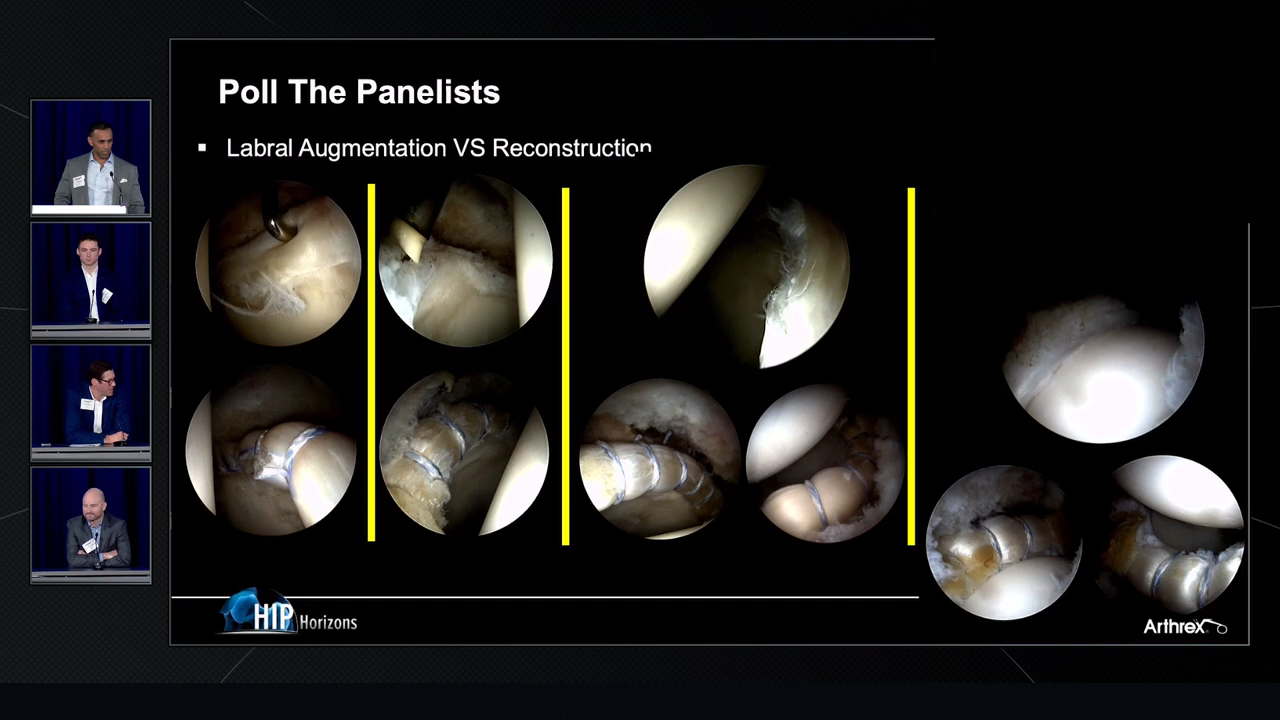 Poll The Panelists
▪ Labral Augmentation VS Reconstruction
HIP Horizons
Arthrex